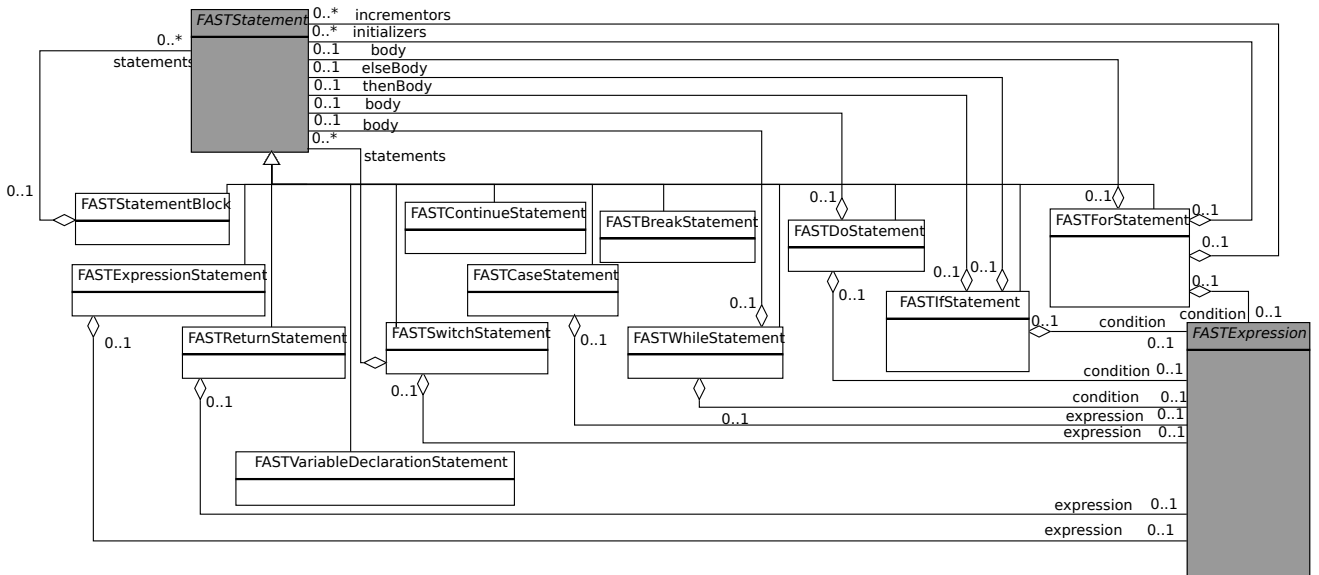 FASTStatement
0..* incrementors
0..* initializers
0..1 body
0..1 elseBody
0..1 thenBody
0..1 body
0..1 body
0..*
statements
0..*
statements
0..1
FASTStatementBlock
FASTContinueStatement
FASTBreakStatement
0..1
FASTDoStatement
0..1
FASTForStatement
0..1
0..1
0..1
FASTExpressionStatement
FASTCaseStatement
0..1
0..1
0..1
FASTIfStatement
0..1
0..1
condition
0..1
condition
0..1
FASTExpression
0..1
FASTReturnStatement
FASTSwitchStatement
0..1
FASTWhileStatement
0..1
0..1
0..1
condition 0..1
condition 0..1
0..1
expression 0..1
expression 0..1
FASTVariableDeclarationStatement
expression 0..1
expression 0..1